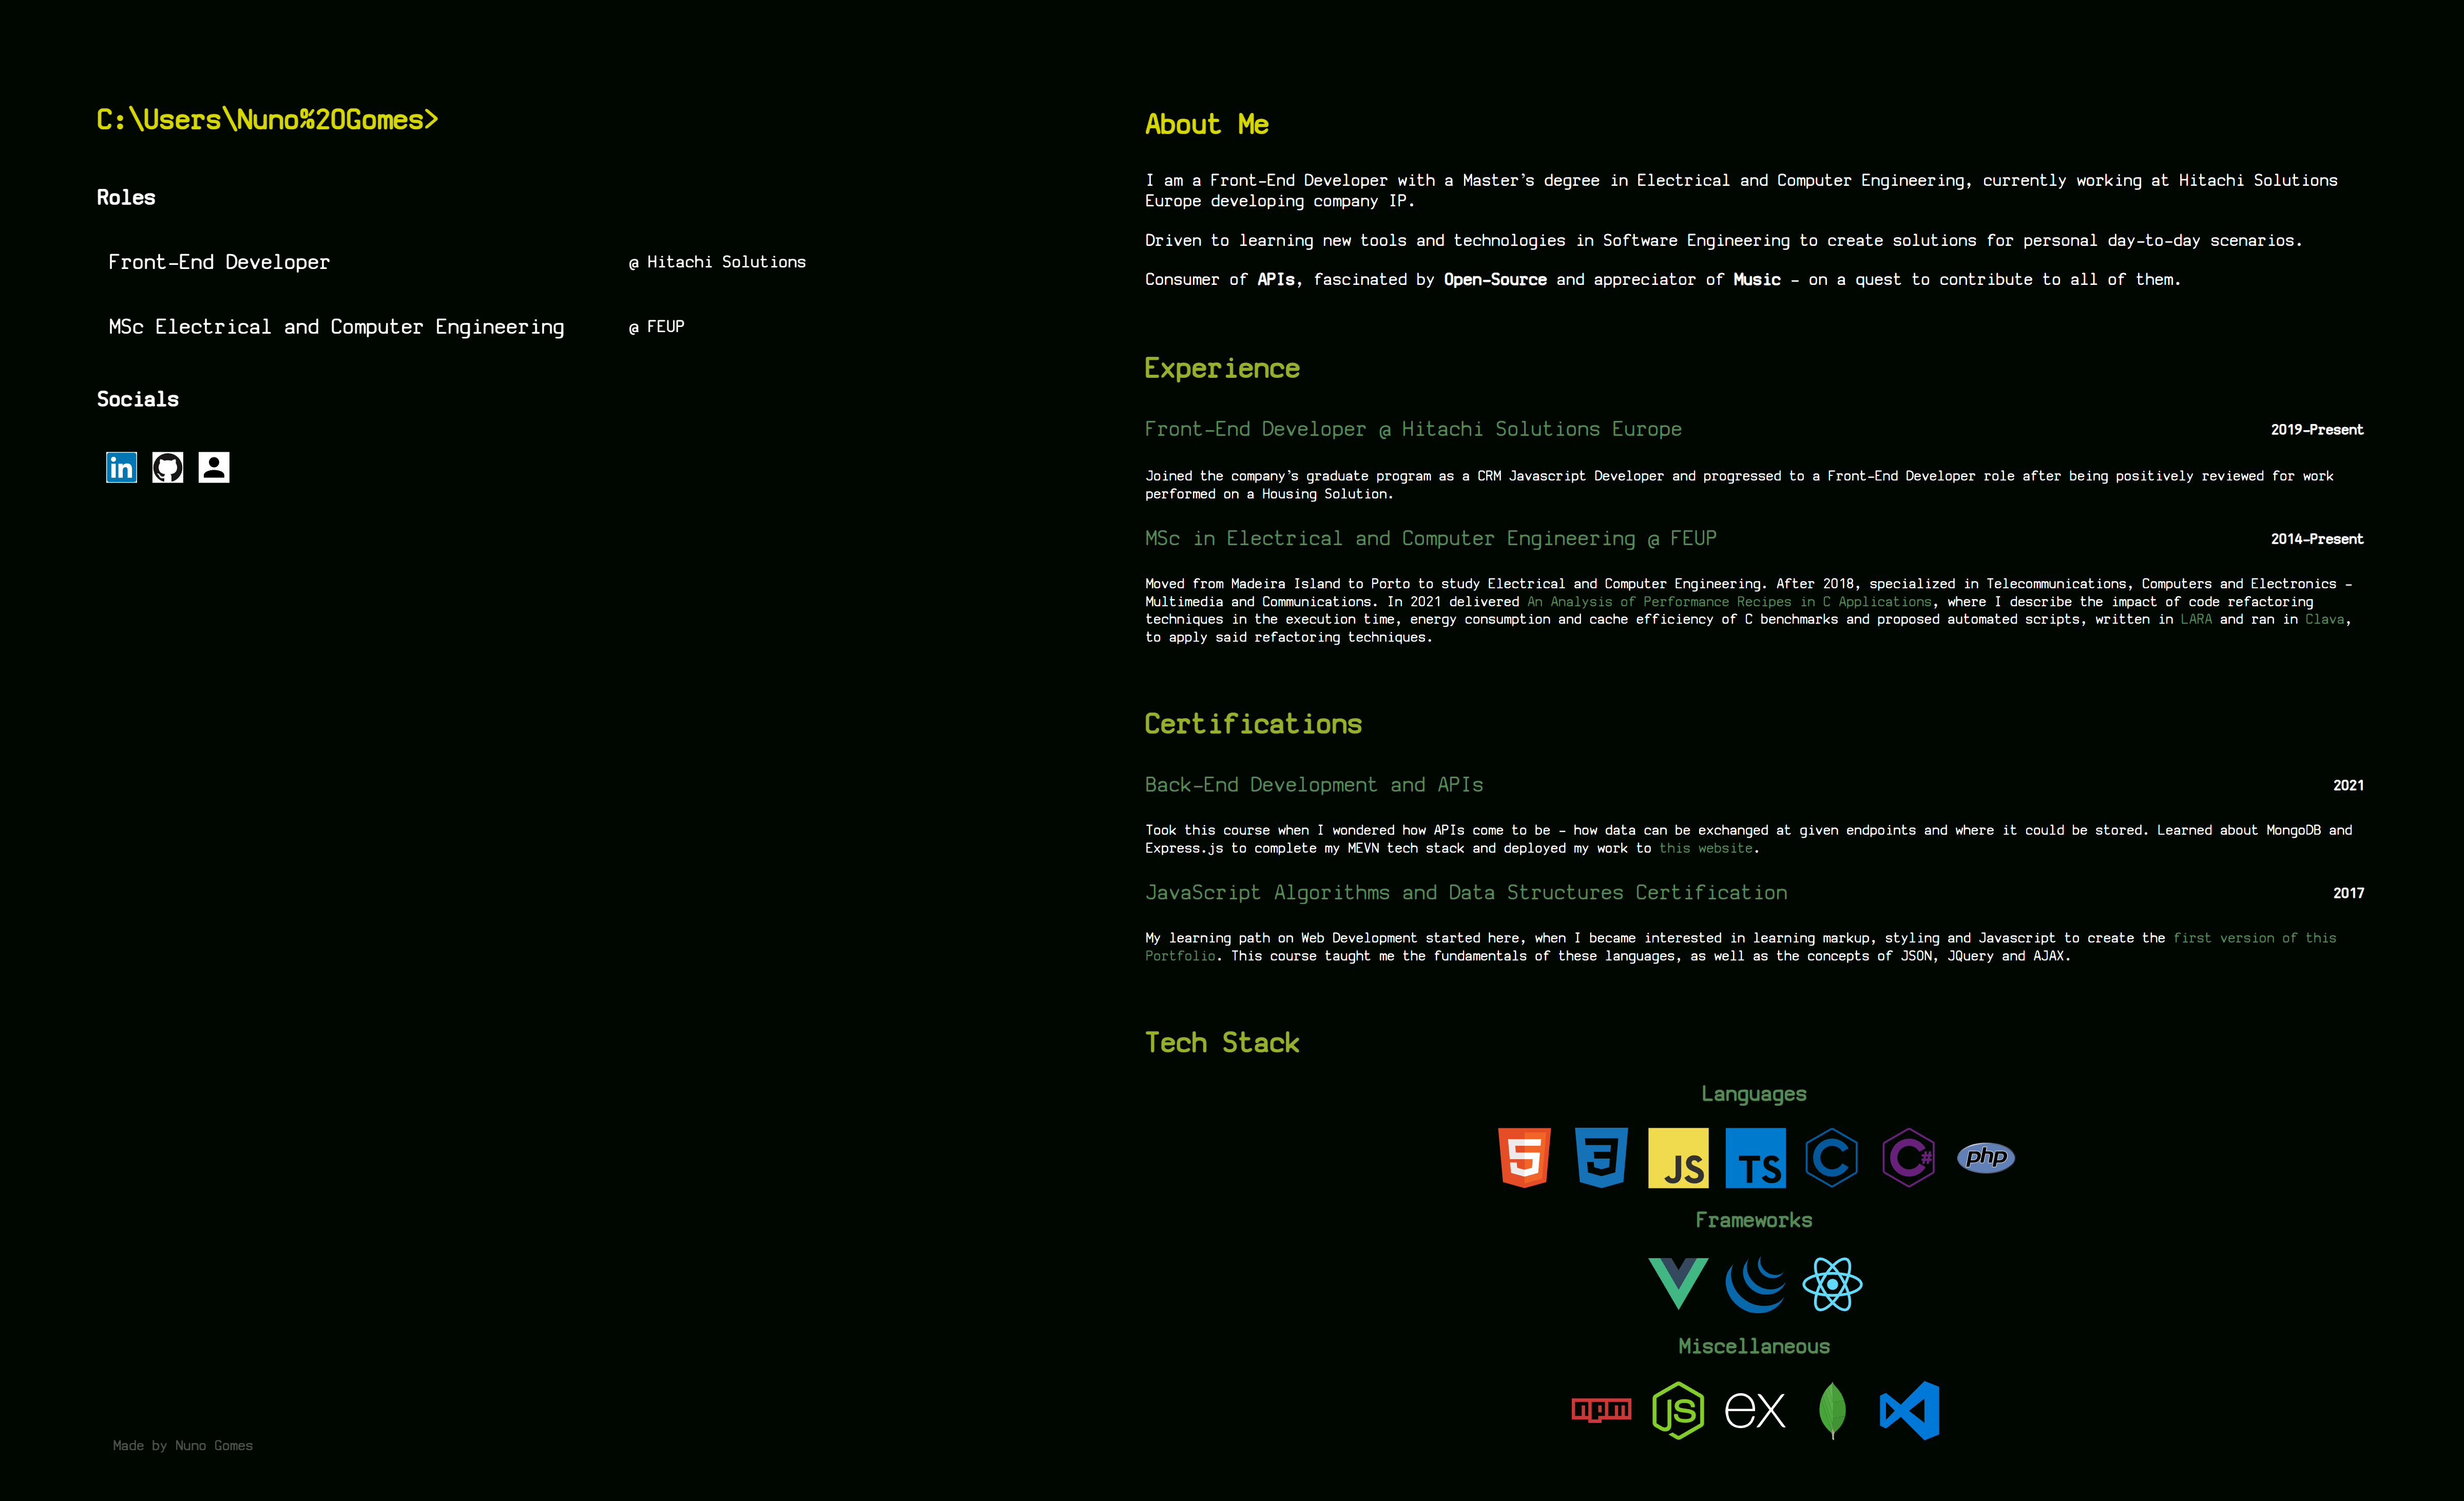 C:\Users\Nuno%20Gomes>
Roles
Front-End Developer @ Hitachi Solutions
MSc Electrical and Computer Engineering @ FEUP
Socials
in
About Me
I am a Front-End Developer with a Master's degree in Electrical and Computer Engineering, currently working at Hitachi Solutions
Europe developing company IP.
Driven to learning new tools and technologies in Software Engineering to create solutions for personal day-to-day scenarios.
Consumer of APIs, fascinated by Open-Source and appreciator of Music - on a quest to contribute to all of them.
Experience
Front-End Developer @ Hitachi Solutions Europe 2019-Present
Joined the company's graduate program as a CRM Javascript Developer and progressed to a Front-End Developer role after being positively reviewed for work
performed on a Housing Solution.
MSc in Electrical and Computer Engineering @ FEUP 2014-Present
Moved from Madeira Island to Porto to study Electrical and Computer Engineering. After 2018, specialized in Telecommunications, Computers and Electronics -
Multimedia and Communications. In 2021 delivered An Analysis of Performance Recipes in C Applications, where I describe the impact of code refactoring
techniques in the execution time, energy consumption and cache efficiency of C benchmarks and proposed automated scripts, written in LARA and ran in Clava,
to apply said refactoring techniques.
Certifications
Back-End Development and APIs 2021
Took this course when I wondered how APIs come to be - how data can be exchanged at given endpoints and where it could be stored. Learned about MongoDB and
Express.js to complete my MEVN tech stack and deployed my work to this website.
JavaScript Algorithms and Data Structures Certification 2017
My learning path on Web Development started here, when I became interested in learning markup, styling and Javascript to create the first version of this
Portfolio. This course taught me the fundamentals of these languages, as well as the concepts of JSON, JQuery and AJAX.
Tech Stack
Languages
5 3 JS TS C C# php
Frameworks
Miscellaneous
npm JS ex
Made by Nuno Gomes